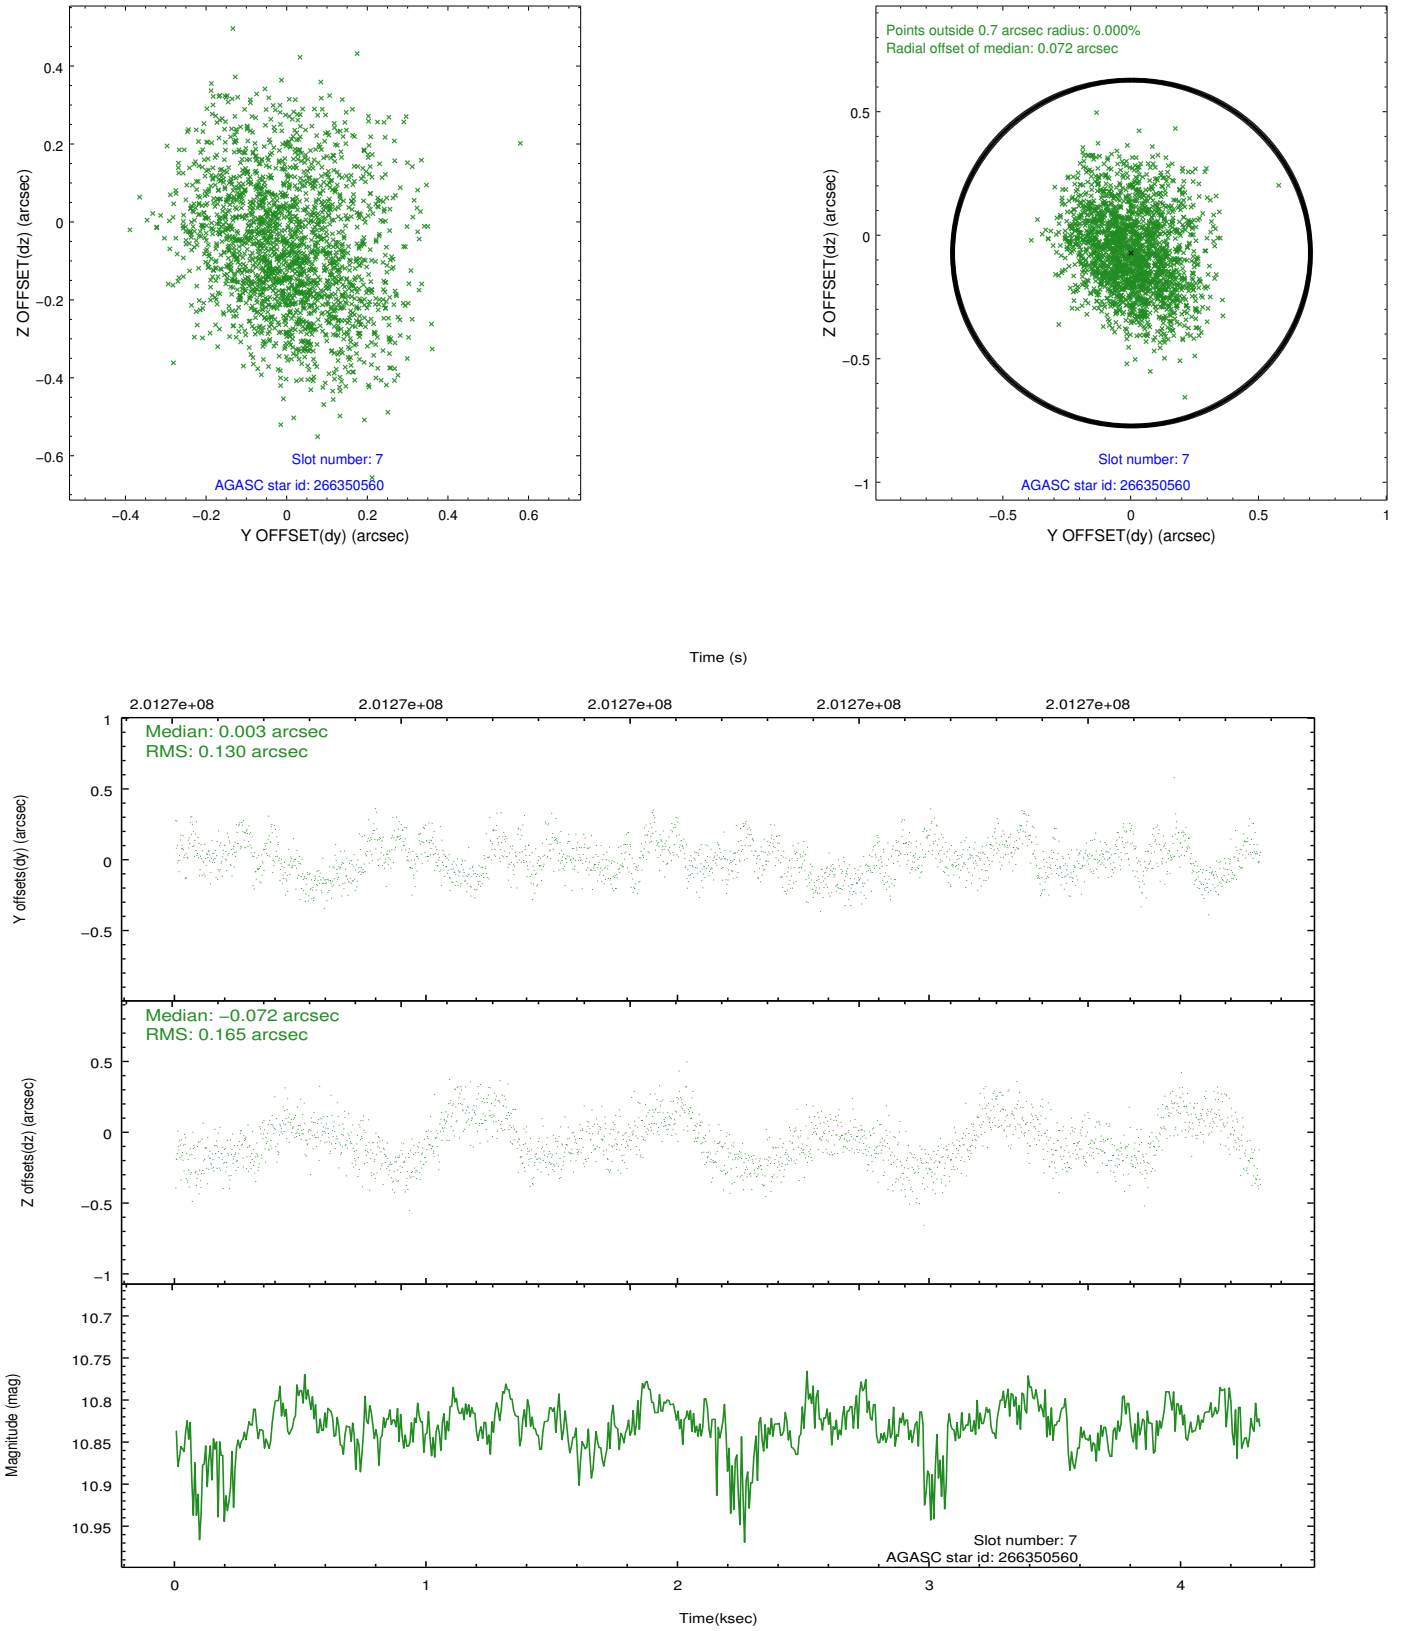 0.4
0.2
0
−0.2
−0.4
−0.6
Z OFFSET(dz) (arcsec)
Slot number: 7
AGASC star id: 266350560
−0.4 −0.2 0 0.2 0.4 0.6
Y OFFSET(dy) (arcsec)
Points outside 0.7 arcsec radius: 0.000%
Radial offset of median: 0.072 arcsec
0.5
0
−0.5
−1
Z OFFSET(dz) (arcsec)
Slot number: 7
AGASC star id: 266350560
−0.5 0 0.5 1
Y OFFSET(dy) (arcsec)
Time (s)
2.0127e+08 2.0127e+08 2.0127e+08 2.0127e+08 2.0127e+08
Median: 0.003 arcsec
RMS: 0.130 arcsec
1
0.5
0
−0.5
Y offsets(dy) (arcsec)
Median: −0.072 arcsec
RMS: 0.165 arcsec
0.5
0
−0.5
−1
Z offsets(dz) (arcsec)
10.7
10.75
10.8
10.85
10.9
10.95
Magnitude (mag)
Slot number: 7
AGASC star id: 266350560
0 1 2 3 4
Time(ksec)